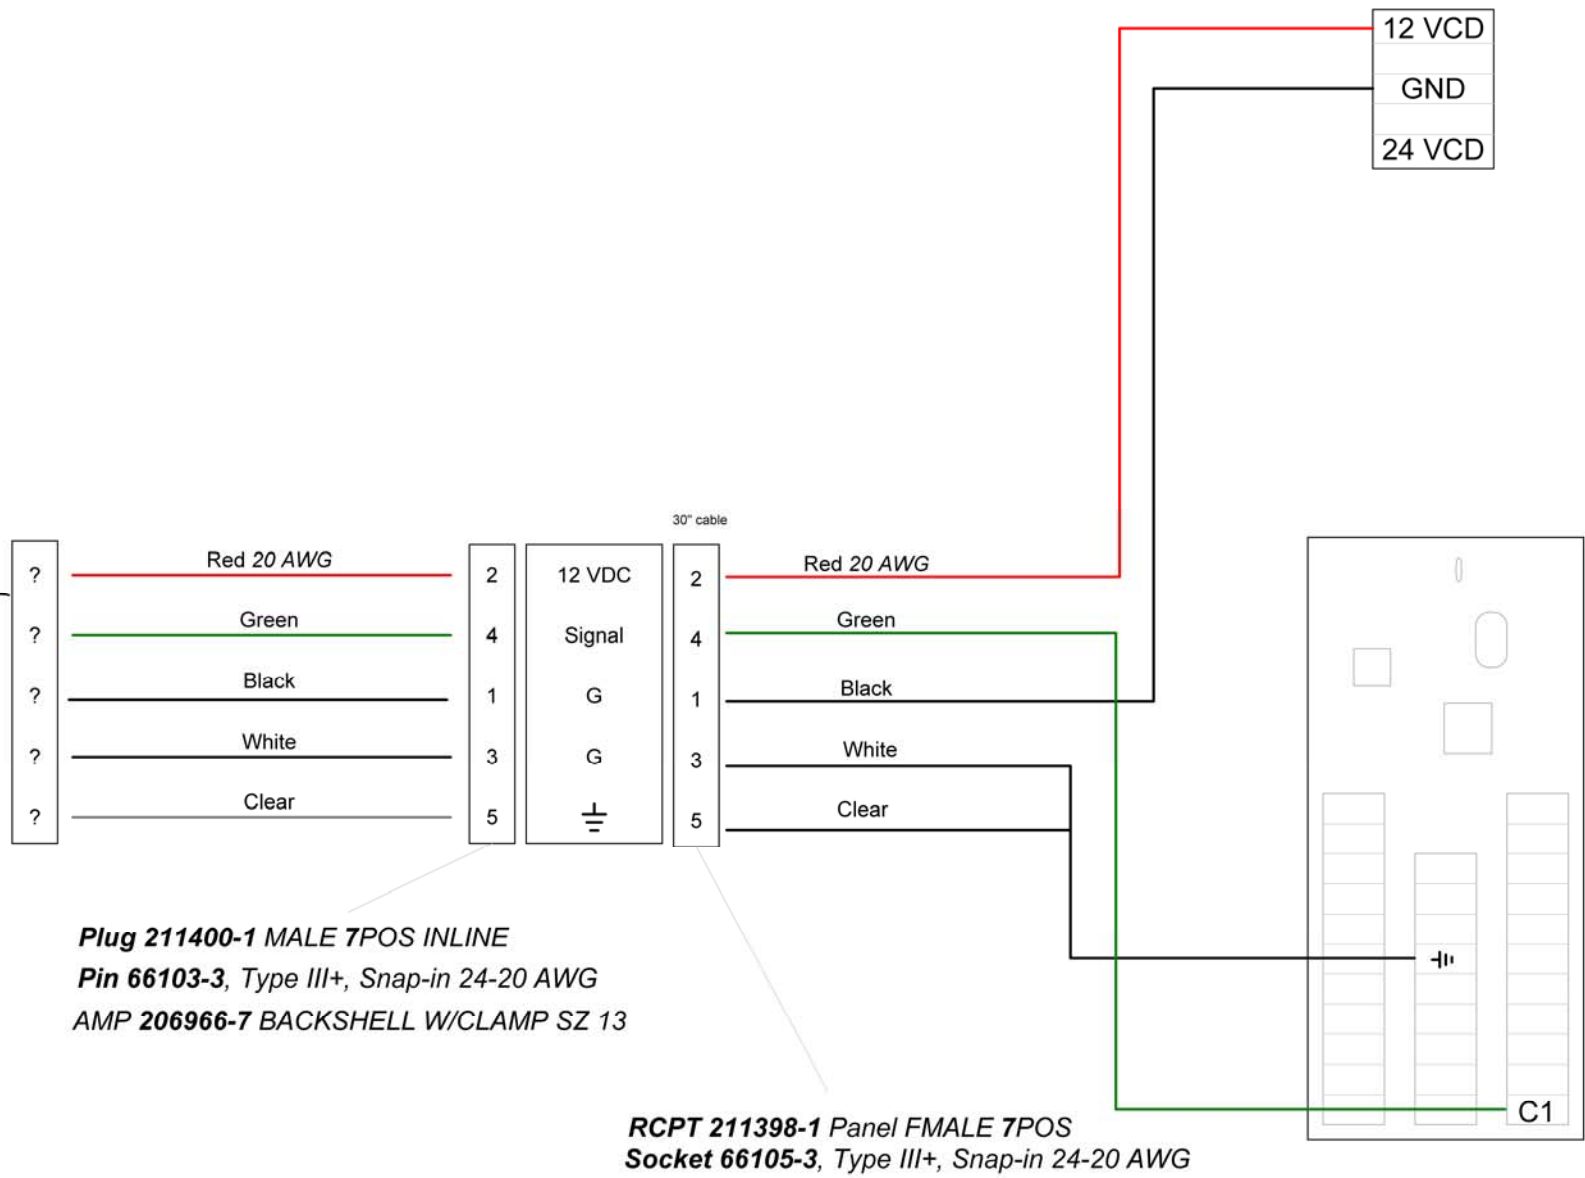 12 VCD
GND
24 VCD
30" cable
? Red 20 AWG 2 12 VDC 2 Red 20 AWG
? Green 4 Signal 4 Green
? Black 1 G 1 Black
? White 3 G 3 White
? Clear 5 5 Clear
Plug 211400-1 MALE 7POS INLINE
Pin 66103-3, Type III+, Snap-in 24-20 AWG
AMP 206966-7 BACKSHELL W/CLAMP SZ 13
C1
RCPT 211398-1 Panel FMALE 7POS
Socket 66105-3, Type III+, Snap-in 24-20 AWG